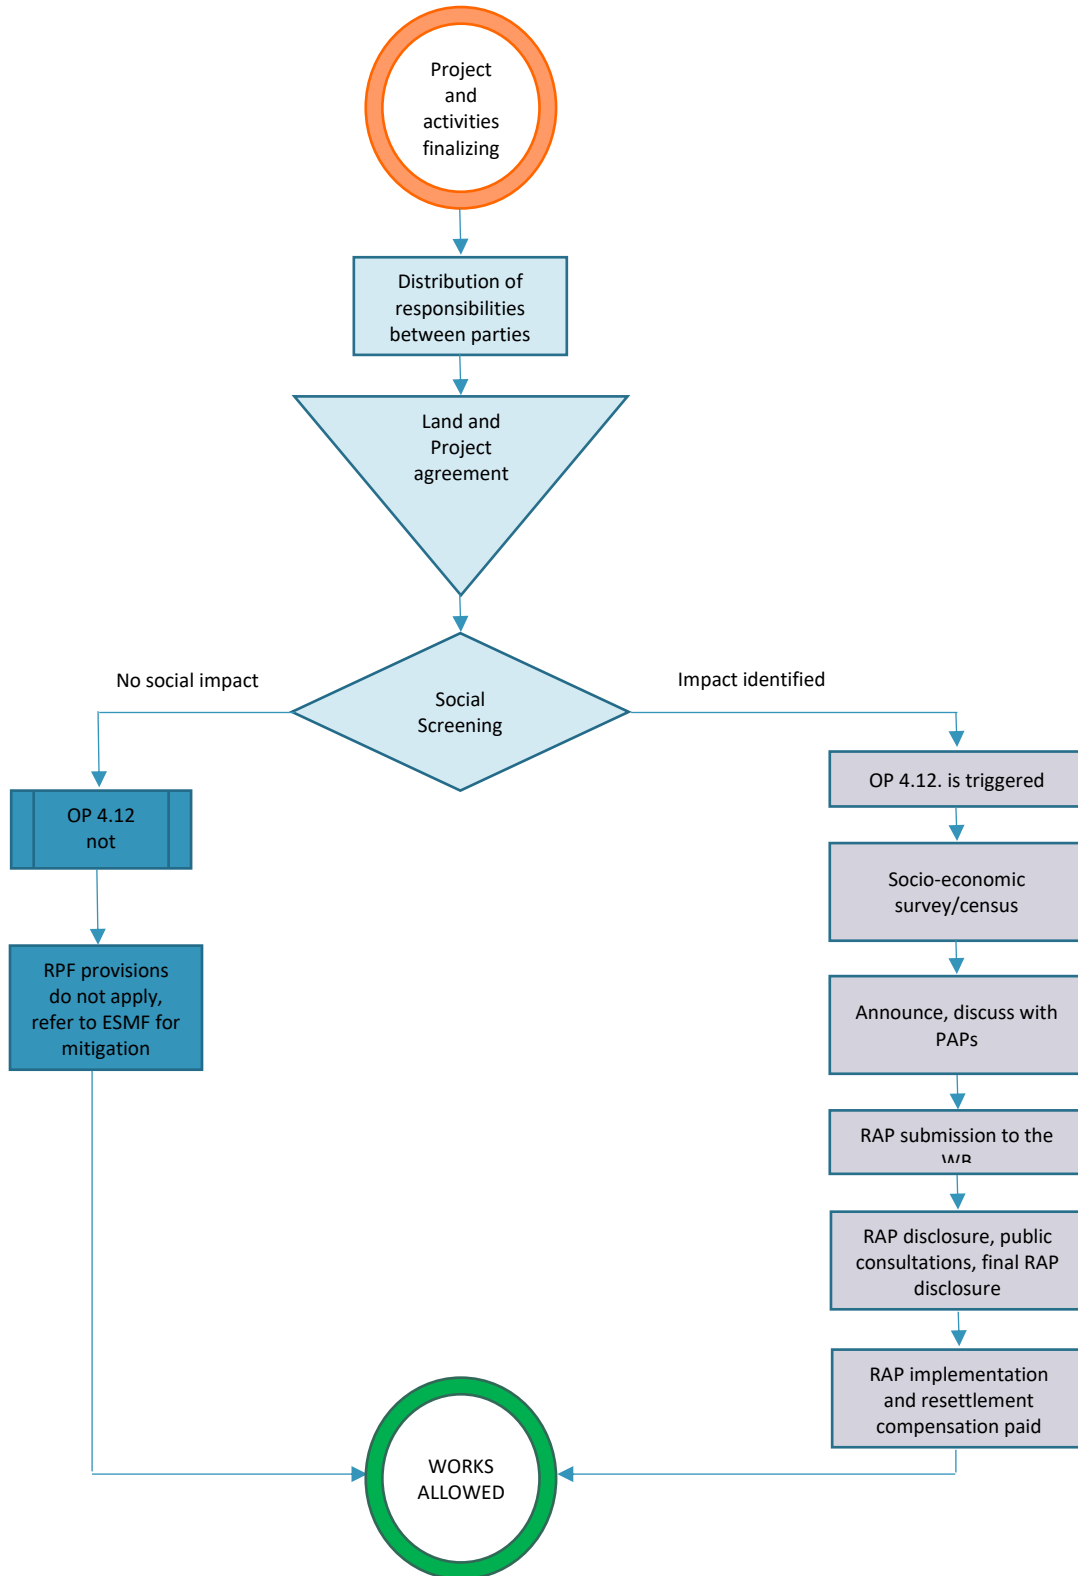 Project
and
activities
finalizing
Distribution of
responsibilities
between parties
Land and
Project
agreement
Social
Screening
No social impact
Impact identified
OP 4.12
not
RPF provisions
do not apply,
refer to ESMF for
mitigation
OP 4.12. is triggered
Socio-economic
survey/census
Announce, discuss with
PAPs
RAP submission to the
WB
RAP disclosure, public
consultations, final RAP
disclosure
RAP implementation
and resettlement
compensation paid
WORKS
ALLOWED